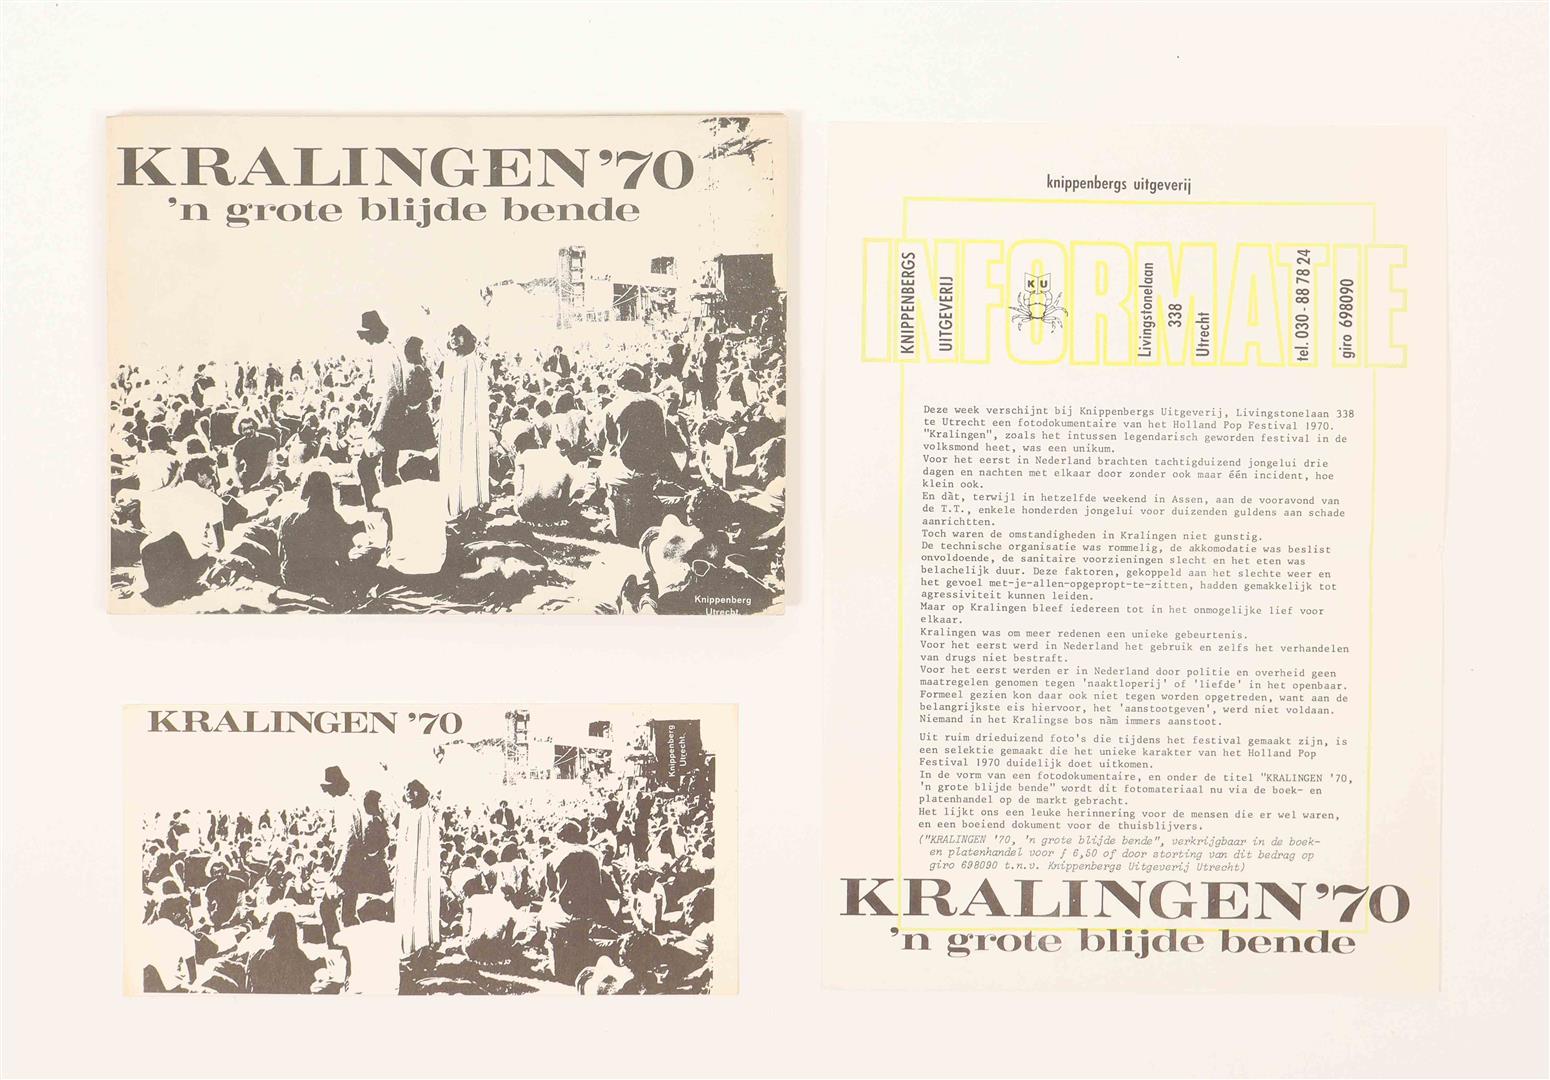 KRALINGEN '70
'n grote blijde bende
Knippenberg
Utrecht.
KRALINGEN '70
Knippenberg
Utrecht.
knippenbergs uitgeverij
INFORMATIE
KNIPPENBERGS
UITGEVERIJ
KU
Livingstonelaan
338
Utrecht
tel. 030 - 88 78 24
giro 698090
Deze week verschijnt bij Knippenbergs Uitgeverij, Livingstonelaan 338
te Utrecht een fotodokumentaire van het Holland Pop Festival 1970.
"Kralingen", zoals het intussen legendarisch geworden festival in de
volksmond heet, was een unikum.
Voor het eerst in Nederland brachten tachtigduizend jongelui drie
dagen en nachten met elkaar door zonder ook maar één incident, hoe
klein ook.
En dàt, terwijl in hetzelfde weekend in Assen, aan de vooravond van
de T.T., enkele honderden jongelui voor duizenden guldens aan schade
aanrichtten.
Toch waren de omstandigheden in Kralingen niet gunstig.
De technische organisatie was rommelig, de akkomodatie was beslist
onvoldoende, de sanitaire voorzieningen slecht en het eten was
belachelijk duur. Deze faktoren, gekoppeld aan het slechte weer en
het gevoel met-je-allen-opgepropt-te-zitten, hadden gemakkelijk tot
agressiviteit kunnen leiden.
Maar op Kralingen bleef iedereen tot in het onmogelijke lief voor
elkaar.
Kralingen was om meer redenen een unieke gebeurtenis.
Voor het eerst werd in Nederland het gebruik en zelfs het verhandelen
van drugs niet bestraft.
Voor het eerst werden er in Nederland door politie en overheid geen
maatregelen genomen tegen 'naaktloperij' of 'liefde' in het openbaar.
Formeel gezien kon daar ook niet tegen worden opgetreden, want aan de
belangrijkste eis hiervoor, het 'aanstootgeven', werd niet voldaan.
Niemand in het Kralingse bos nàm immers aanstoot.
Uit ruim drieduizend foto's die tijdens het festival gemaakt zijn, is
een selektie gemaakt die het unieke karakter van het Holland Pop
Festival 1970 duidelijk doet uitkomen.
In de vorm van een fotodokumentaire, en onder de titel "KRALINGEN '70,
'n grote blijde bende" wordt dit fotomateriaal nu via de boek- en
platenhandel op de markt gebracht.
Het lijkt ons een leuke herinnering voor de mensen die er wel waren,
en een boeiend dokument voor de thuisblijvers.
("KRALINGEN '70, 'n grote blijde bende", verkrijgbaar in de boek-
en platenhandel voor ƒ 6,50 of door storting van dit bedrag op
giro 698090 t.n.v. Knippenbergs Uitgeverij Utrecht)
KRALINGEN '70
'n grote blijde bende